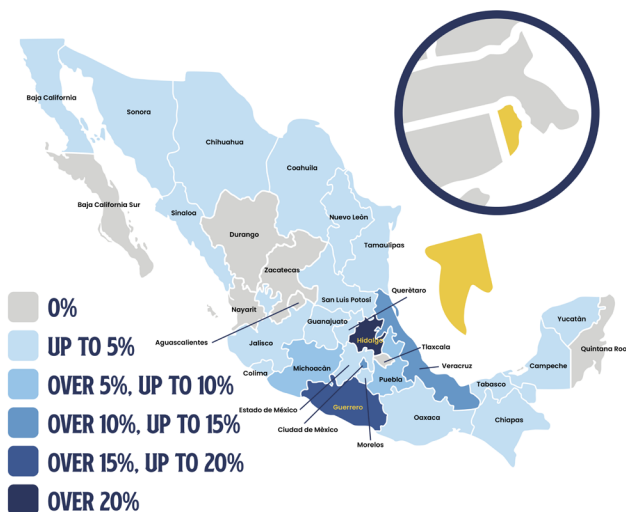 Baja California
Sonora
Chihuahua
Coahuila
Baja California Sur
Sinaloa
Nuevo León
Durango
Tamaulipas
Zacatecas
Querètaro
San Luis Potosí
Nayarit
Guanajuato
Hidalgo
Aguascalientes
Jalisco
Tlaxcala
Yucatán
Quintana Roo
Colima
Michoacán
Puebla
Veracruz
Campeche
Tabasco
Estado de México
Guerrero
Oaxaca
Chiapas
Ciudad de Mèxico
Morelos
0%
UP TO 5%
OVER 5%, UP TO 10%
OVER 10%, UP TO 15%
OVER 15%, UP TO 20%
OVER 20%